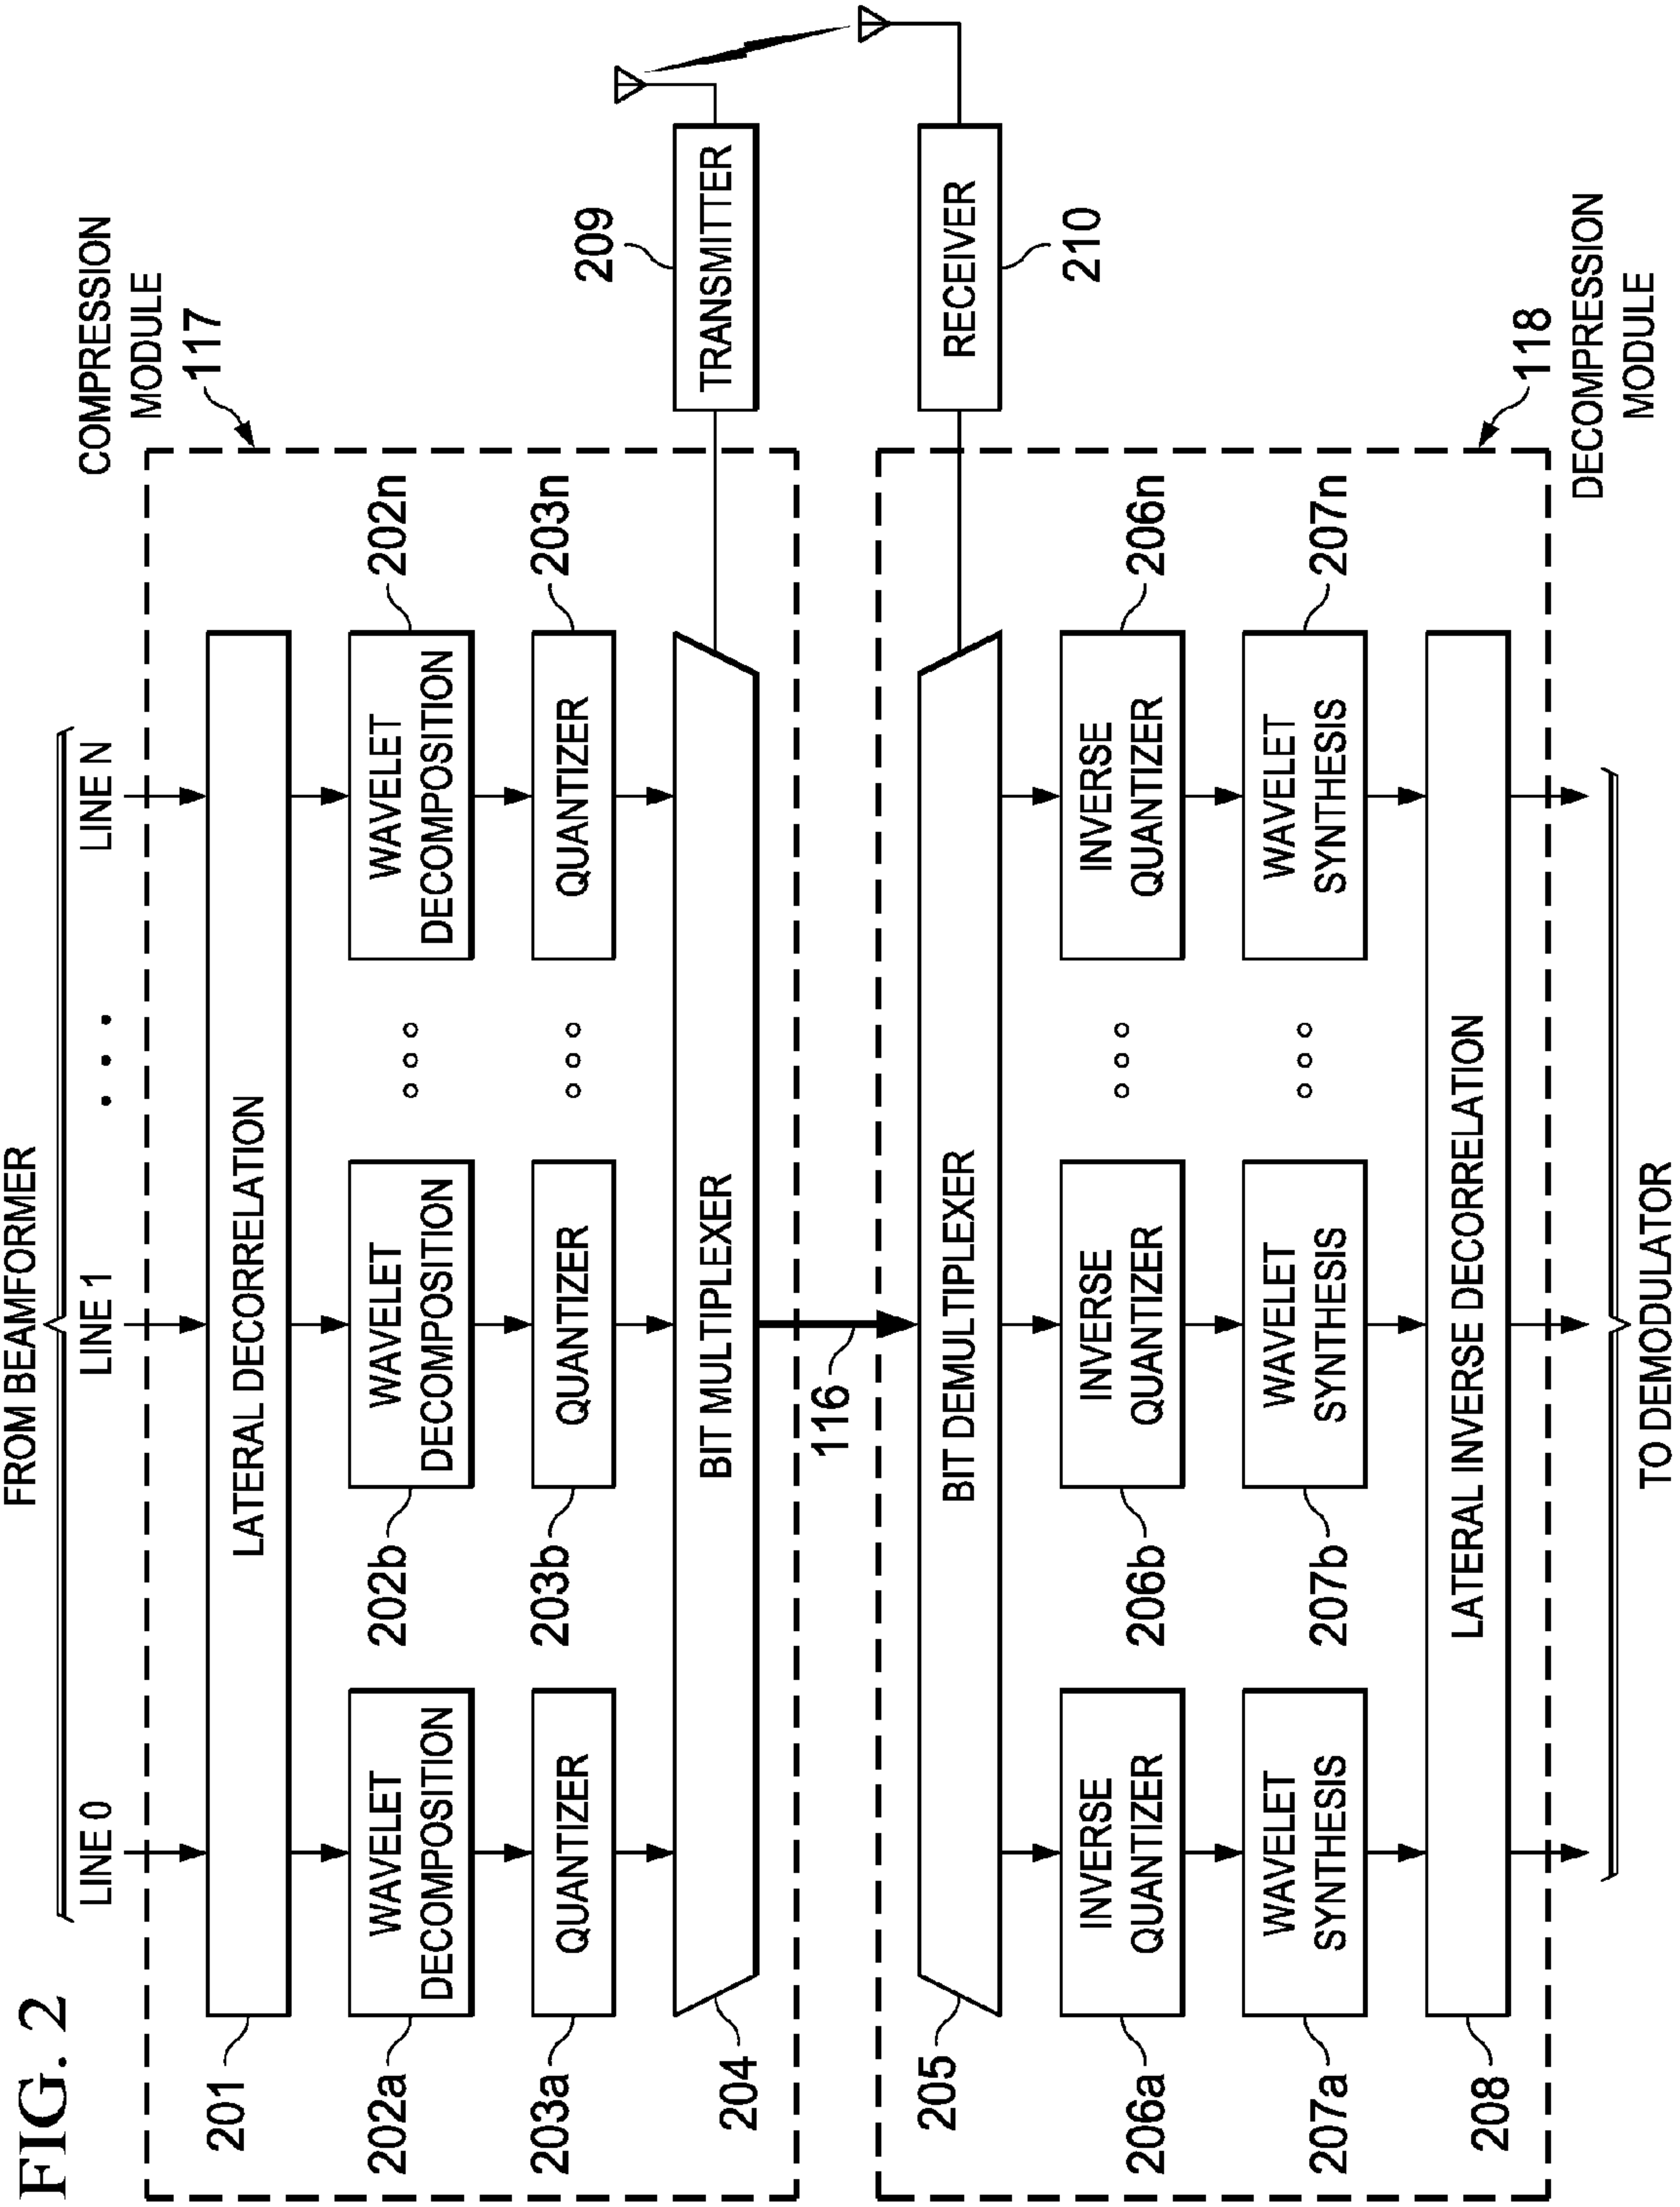 FIG. 2
FROM BEAMFORMER
LINE 0
LINE 1
LINE N
COMPRESSION
MODULE
117
201
LATERAL DECORRELATION
202a
WAVELET
DECOMPOSITION
202b
WAVELET
DECOMPOSITION
202n
WAVELET
DECOMPOSITION
203a
QUANTIZER
203b
QUANTIZER
203n
QUANTIZER
204
BIT MULTIPLEXER
209
TRANSMITTER
116
205
BIT DEMULTIPLEXER
RECEIVER
210
206a
INVERSE
QUANTIZER
206b
INVERSE
QUANTIZER
206n
INVERSE
QUANTIZER
207a
WAVELET
SYNTHESIS
207b
WAVELET
SYNTHESIS
207n
WAVELET
SYNTHESIS
208
LATERAL INVERSE DECORRELATION
118
DECOMPRESSION
MODULE
TO DEMODULATOR